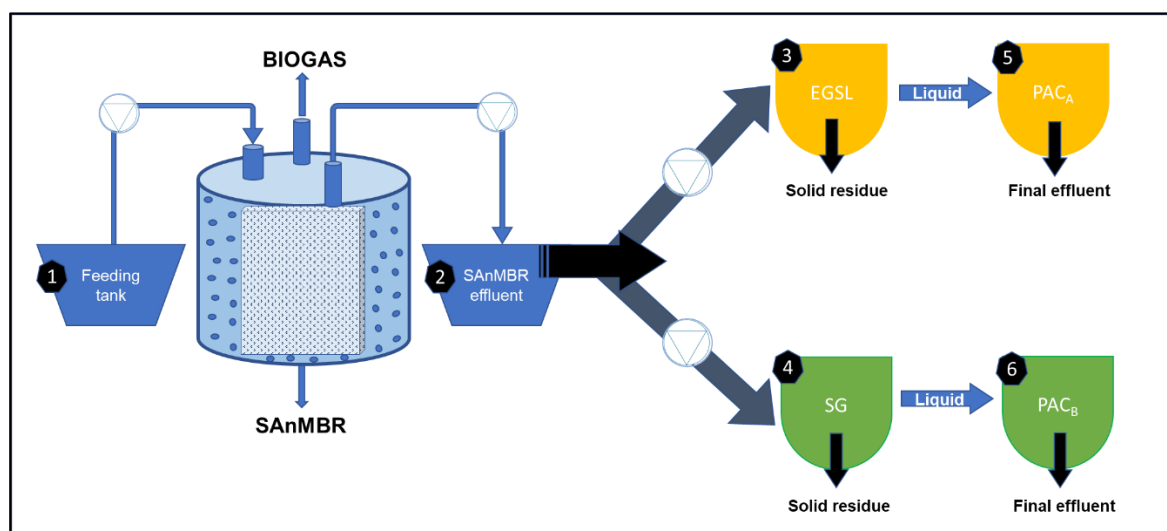 BIOGAS
1
Feeding
tank
SAnMBR
2
SAnMBR
effluent
3
EGSL
Liquid
5
PACA
Solid residue
Final effluent
4
SG
Liquid
6
PACB
Solid residue
Final effluent